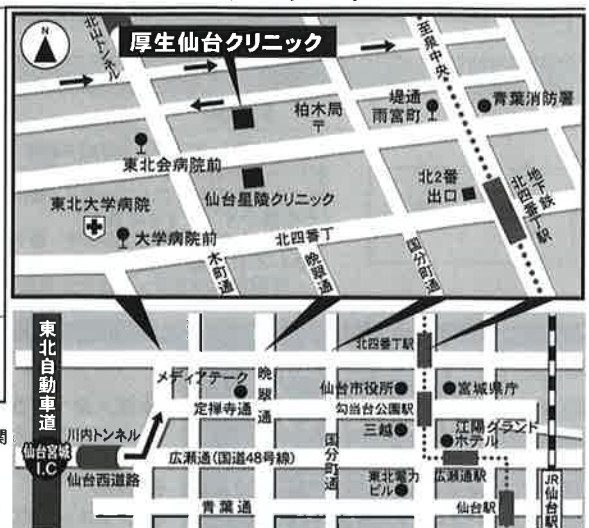 N
北山トンネル
厚生仙台クリニック
至泉中央
柏木局
〒
堤通
雨宮町
青葉消防署
東北会病院前
仙台星陵クリニック
北2番
出口
地下鉄
北四番丁駅
東北大学病院
大学病院前
北四番丁
木町通
晩翠通
国分町通
東北自動車道
北四番丁駅
メディアテーク
晩翠通
仙台市役所
宮城県庁
定禅寺通
勾当台公園駅
三越
江陽グランド
ホテル
川内トンネル
仙台宮城
I.C
仙台西道路
広瀬通(国道48号線)
国分町通
広瀬通駅
東北電力
ビル
青葉通
仙台駅
JR仙台駅
関